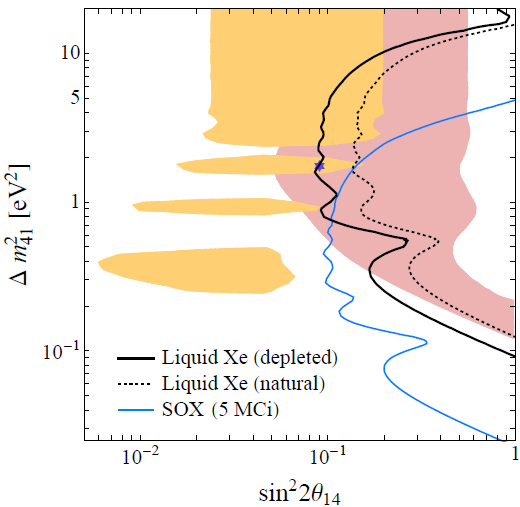 10
5
1
10⁻¹
Δ m²₄₁ [eV²]
Liquid Xe (depleted)
Liquid Xe (natural)
SOX (5 MCi)
10⁻² 10⁻¹ 1
sin²2θ₁₄